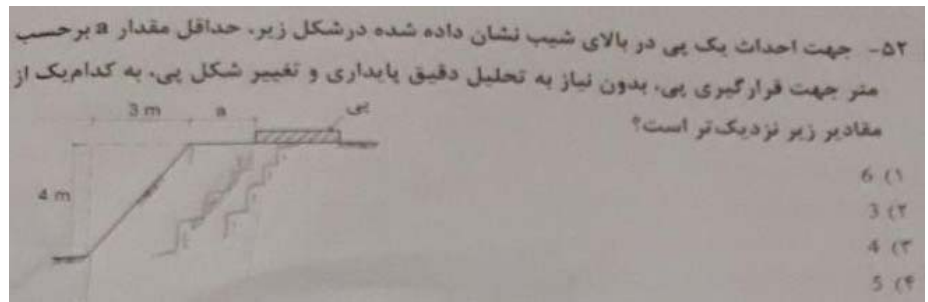 ۵۲- جهت احداث یک پی در بالای شیب نشان داده شده درشکل زیر، حداقل مقدار a برحسب
متر جهت قرارگیری پی، بدون نیاز به تحلیل دقیق پایداری و تغییر شکل پی، به کدام‌یک از
مقادیر زیر نزدیک‌تر است؟
3 m a پی
4 m
۱) 6
۲) 3
۳) 4
۴) 5